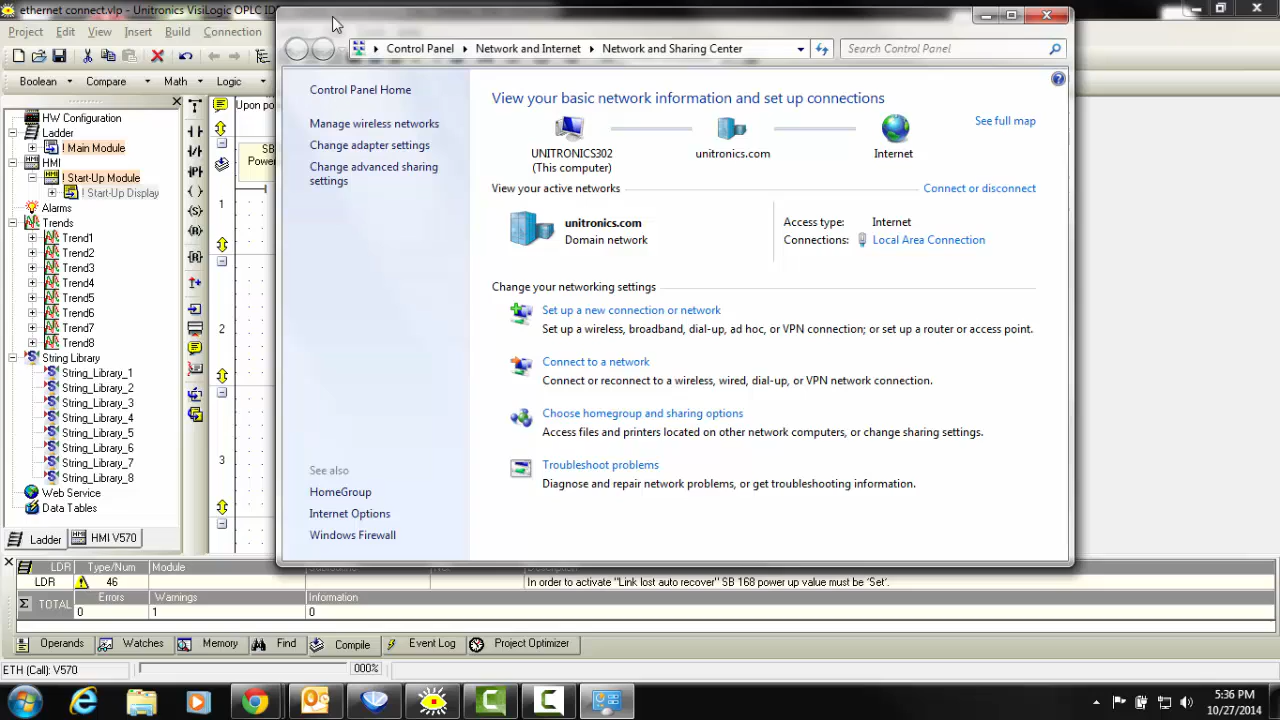 ethernet connect.vlp - Unitronics VisiLogic OPLC ID
Project Edit View Insert Build Connection
Boolean Compare Math Logic
Control Panel Network and Internet Network and Sharing Center
Search Control Panel
HW Configuration
Ladder
! Main Module
HMI
! Start-Up Module
! Start-Up Display
Alarms
Trends
Trend1
Trend2
Trend3
Trend4
Trend5
Trend6
Trend7
Trend8
String Library
String_Library_1
String_Library_2
String_Library_3
String_Library_4
String_Library_5
String_Library_6
String_Library_7
String_Library_8
Web Service
Data Tables
Ladder HMI V570
Upon po
SB
Power
1
2
3
Control Panel Home
Manage wireless networks
Change adapter settings
Change advanced sharing
settings
See also
HomeGroup
Internet Options
Windows Firewall
View your basic network information and set up connections
See full map
UNITRONICS302
(This computer)
unitronics.com
Internet
View your active networks
Connect or disconnect
unitronics.com
Domain network
Access type: Internet
Connections: Local Area Connection
Change your networking settings
Set up a new connection or network
Set up a wireless, broadband, dial-up, ad hoc, or VPN connection; or set up a router or access point.
Connect to a network
Connect or reconnect to a wireless, wired, dial-up, or VPN network connection.
Choose homegroup and sharing options
Access files and printers located on other network computers, or change sharing settings.
Troubleshoot problems
Diagnose and repair network problems, or get troubleshooting information.
LDR Type/Num Module
LDR 46 In order to activate "Link lost auto recover" SB 168 power up value must be 'Set'.
Σ TOTAL Errors Warnings Information
0 1 0
Operands Watches Memory Find Compile Event Log Project Optimizer
ETH (Call): V570 000%
5:36 PM
10/27/2014